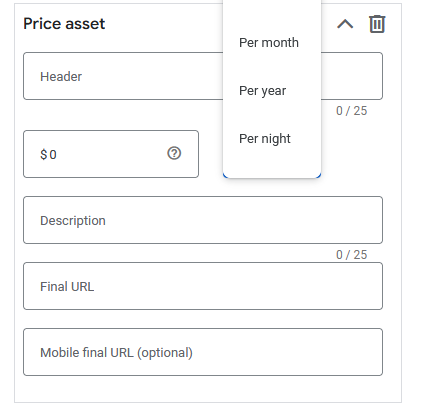 Price asset
Per month
Header
Per year
0 / 25
Per night
$ 0
Description
0 / 25
Final URL
Mobile final URL (optional)